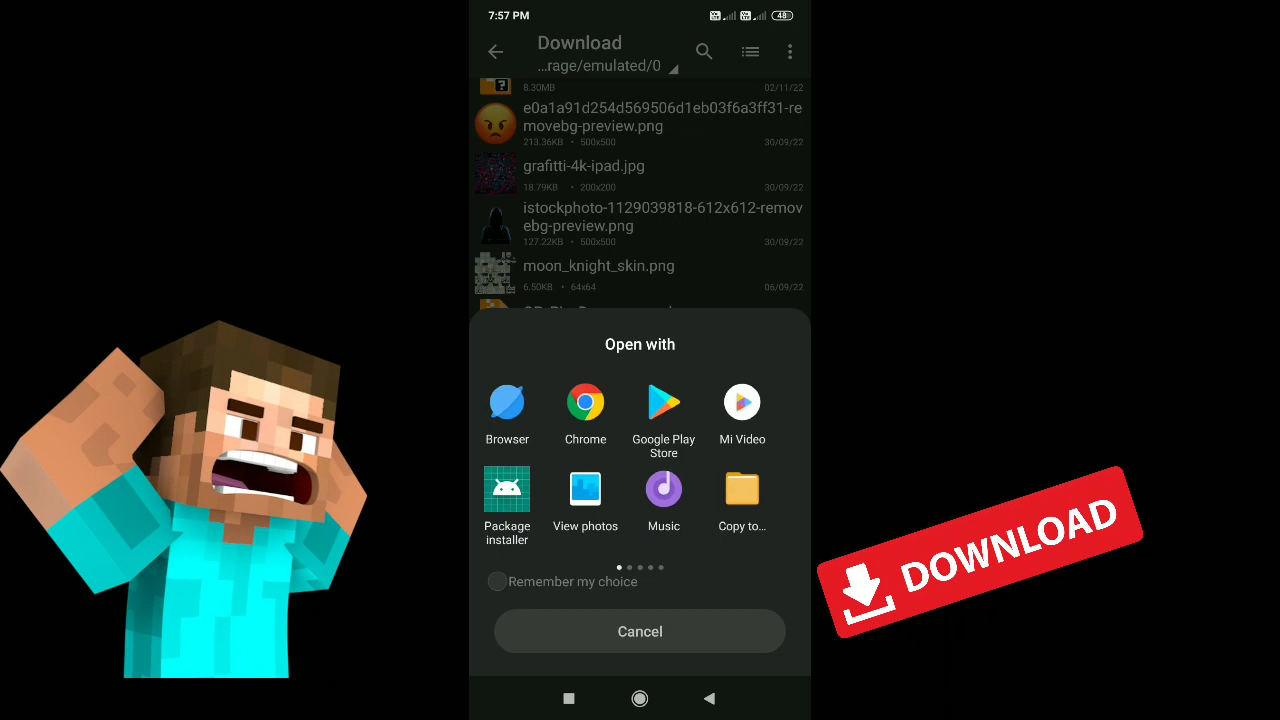 7:57 PM
48
Download
...rage/emulated/0
8.30MB
02/11/22
e0a1a91d254d569506d1eb03f6a3ff31-re
movebg-preview.png
213.36KB • 500x500
30/09/22
grafitti-4k-ipad.jpg
18.79KB • 200x200
30/09/22
istockphoto-1129039818-612x612-remov
ebg-preview.png
127.22KB • 500x500
30/09/22
moon_knight_skin.png
6.50KB • 64x64
06/09/22
Open with
Browser
Chrome
Google Play
Store
Mi Video
Package
installer
View photos
Music
Copy to...
Remember my choice
Cancel
DOWNLOAD